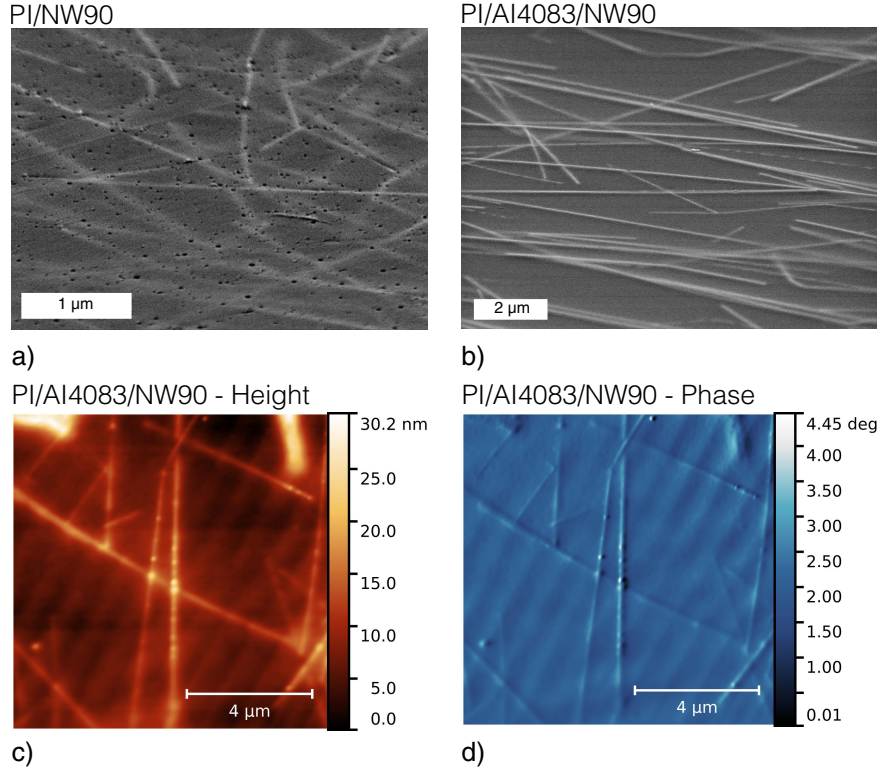 PI/NW90
PI/AI4083/NW90
1 µm
2 µm
a)
b)
PI/AI4083/NW90 - Height
PI/AI4083/NW90 - Phase
30.2 nm
25.0
20.0
15.0
10.0
5.0
0.0
4 µm
4.45 deg
4.00
3.50
3.00
2.50
2.00
1.50
1.00
0.01
4 µm
c)
d)